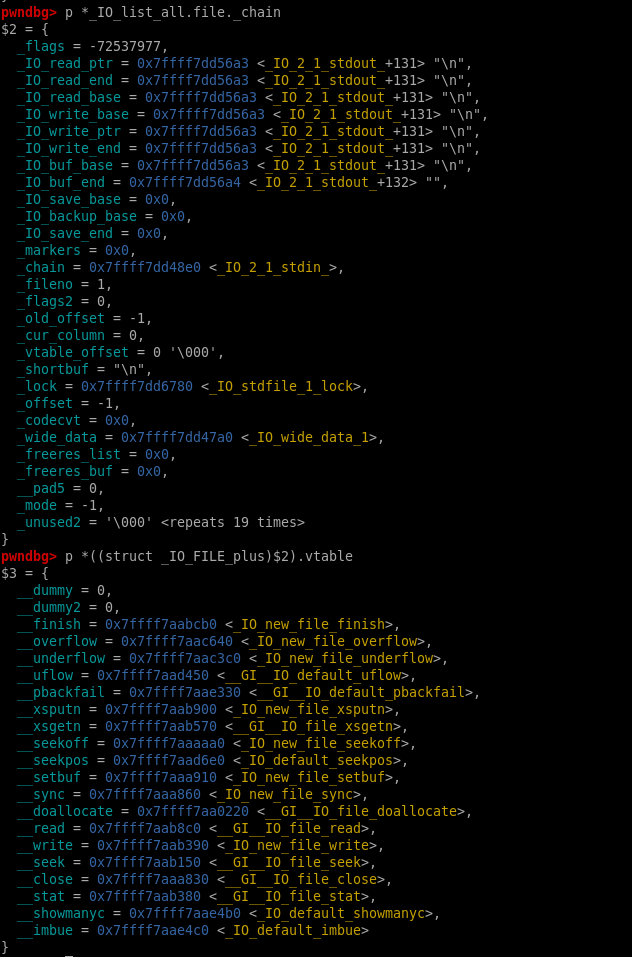 pwndbg> p *_IO_list_all.file._chain
$2 = {
  _flags = -72537977,
  _IO_read_ptr = 0x7ffff7dd56a3 <_IO_2_1_stdout_+131> "\n",
  _IO_read_end = 0x7ffff7dd56a3 <_IO_2_1_stdout_+131> "\n",
  _IO_read_base = 0x7ffff7dd56a3 <_IO_2_1_stdout_+131> "\n",
  _IO_write_base = 0x7ffff7dd56a3 <_IO_2_1_stdout_+131> "\n",
  _IO_write_ptr = 0x7ffff7dd56a3 <_IO_2_1_stdout_+131> "\n",
  _IO_write_end = 0x7ffff7dd56a3 <_IO_2_1_stdout_+131> "\n",
  _IO_buf_base = 0x7ffff7dd56a3 <_IO_2_1_stdout_+131> "\n",
  _IO_buf_end = 0x7ffff7dd56a4 <_IO_2_1_stdout_+132> "",
  _IO_save_base = 0x0,
  _IO_backup_base = 0x0,
  _IO_save_end = 0x0,
  _markers = 0x0,
  _chain = 0x7ffff7dd48e0 <_IO_2_1_stdin_>,
  _fileno = 1,
  _flags2 = 0,
  _old_offset = -1,
  _cur_column = 0,
  _vtable_offset = 0 '\000',
  _shortbuf = "\n",
  _lock = 0x7ffff7dd6780 <_IO_stdfile_1_lock>,
  _offset = -1,
  _codecvt = 0x0,
  _wide_data = 0x7ffff7dd47a0 <_IO_wide_data_1>,
  _freeres_list = 0x0,
  _freeres_buf = 0x0,
  __pad5 = 0,
  _mode = -1,
  _unused2 = '\000' <repeats 19 times>
}
pwndbg> p *((struct _IO_FILE_plus)$2).vtable
$3 = {
  __dummy = 0,
  __dummy2 = 0,
  __finish = 0x7ffff7aabcb0 <_IO_new_file_finish>,
  __overflow = 0x7ffff7aac640 <_IO_new_file_overflow>,
  __underflow = 0x7ffff7aac3c0 <_IO_new_file_underflow>,
  __uflow = 0x7ffff7aad450 <__GI__IO_default_uflow>,
  __pbackfail = 0x7ffff7aae330 <__GI__IO_default_pbackfail>,
  __xsputn = 0x7ffff7aab900 <_IO_new_file_xsputn>,
  __xsgetn = 0x7ffff7aab570 <__GI__IO_file_xsgetn>,
  __seekoff = 0x7ffff7aaaaa0 <_IO_new_file_seekoff>,
  __seekpos = 0x7ffff7aad6e0 <_IO_default_seekpos>,
  __setbuf = 0x7ffff7aaa910 <_IO_new_file_setbuf>,
  __sync = 0x7ffff7aaa860 <_IO_new_file_sync>,
  __doallocate = 0x7ffff7aa0220 <__GI__IO_file_doallocate>,
  __read = 0x7ffff7aab8c0 <__GI__IO_file_read>,
  __write = 0x7ffff7aab390 <_IO_new_file_write>,
  __seek = 0x7ffff7aab150 <__GI__IO_file_seek>,
  __close = 0x7ffff7aaa830 <__GI__IO_file_close>,
  __stat = 0x7ffff7aab380 <__GI__IO_file_stat>,
  __showmanyc = 0x7ffff7aae4b0 <_IO_default_showmanyc>,
  __imbue = 0x7ffff7aae4c0 <_IO_default_imbue>
}